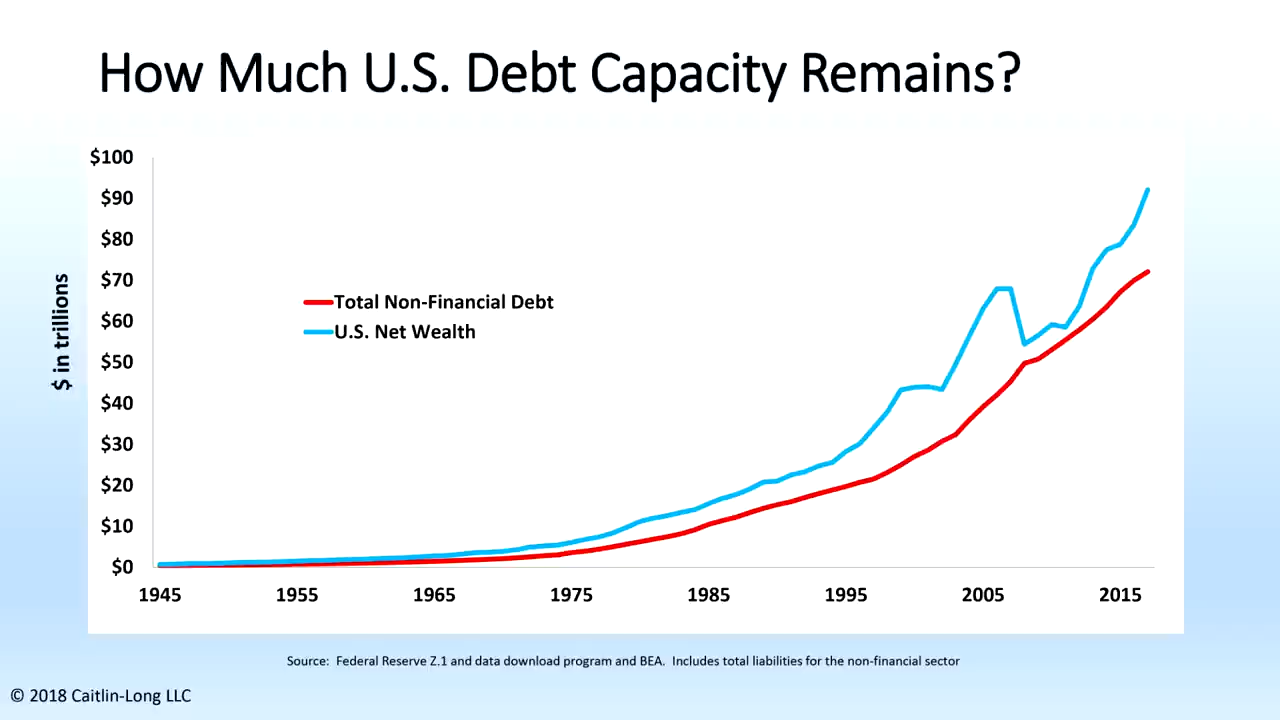 How Much U.S. Debt Capacity Remains?
$100
$90
$80
$70
$60
$50
$40
$30
$20
$10
$0
$ in trillions
Total Non-Financial Debt
U.S. Net Wealth
1945 1955 1965 1975 1985 1995 2005 2015
Source: Federal Reserve Z.1 and data download program and BEA. Includes total liabilities for the non-financial sector
© 2018 Caitlin-Long LLC